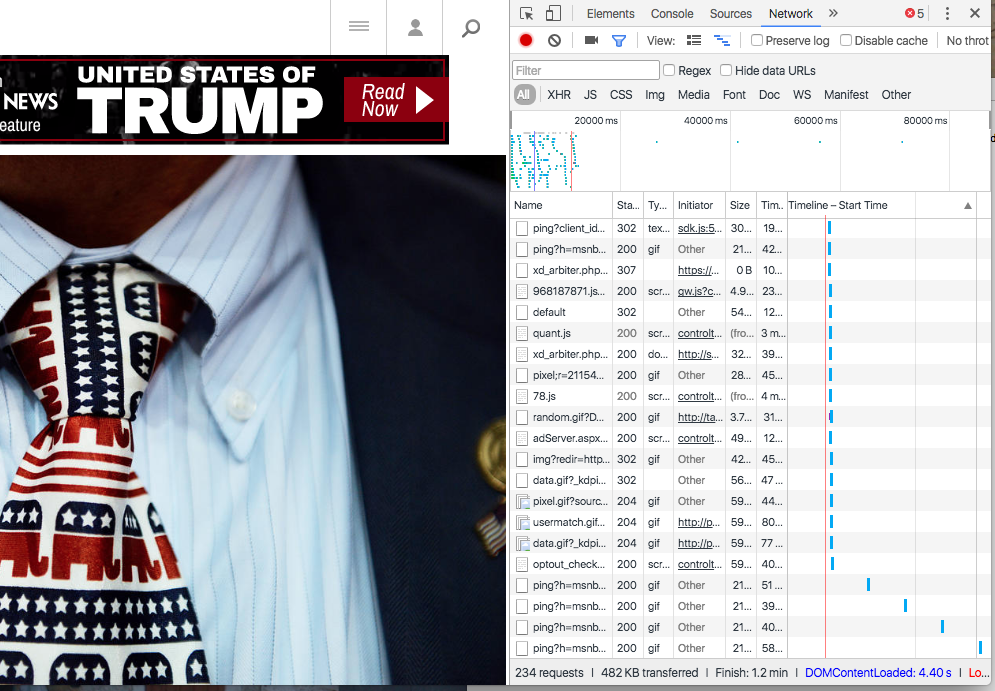 UNITED STATES OF
TRUMP
NEWS
eature
Read
Now
Elements Console Sources Network » 5
View: Preserve log Disable cache No throt
Filter Regex Hide data URLs
All XHR JS CSS Img Media Font Doc WS Manifest Other
20000 ms 40000 ms 60000 ms 80000 ms
Name Sta... Ty... Initiator Size Tim... Timeline – Start Time
ping?client_id... 302 tex... sdk.js:5... 30... 19...
ping?h=msnb... 200 gif Other 21... 42...
xd_arbiter.php... 307 https://... 0 B 10...
968187871.js... 200 scr... gw.js?c... 4.9... 23...
default 302 Other 54... 12...
quant.js 200 scr... controlt... (fro... 3 m...
xd_arbiter.php... 200 do... http://s... 32... 39...
pixel;r=21154... 200 gif Other 28... 45...
78.js 200 scr... controlt... (fro... 4 m...
random.gif?D... 200 gif http://ta... 3.7... 31...
adServer.aspx... 200 scr... controlt... 49... 12...
img?redir=http... 302 gif Other 42... 45...
data.gif?_kdpi... 302 Other 56... 47...
pixel.gif?sourc... 204 gif Other 59... 44...
usermatch.gif... 204 gif http://p... 59... 80...
data.gif?_kdpi... 204 gif http://p... 59... 77...
optout_check... 200 scr... controlt... 59... 40...
ping?h=msnb... 200 gif Other 21... 51...
ping?h=msnb... 200 gif Other 21... 39...
ping?h=msnb... 200 gif Other 21... 40...
ping?h=msnb... 200 gif Other 21... 58...
234 requests | 482 KB transferred | Finish: 1.2 min | DOMContentLoaded: 4.40 s | Lo...